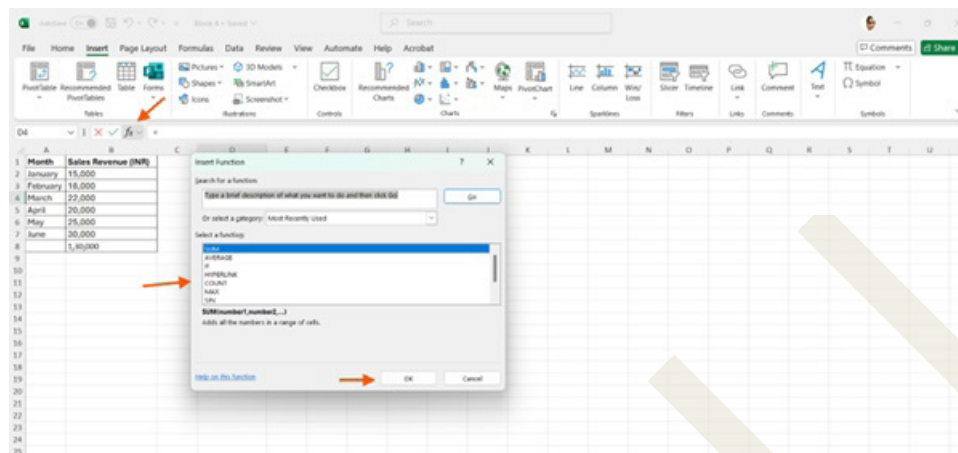 Block 4 • Saved
Search
File Home Insert Page Layout Formulas Data Review View Automate Help Acrobat
Comments Share
PivotTable Recommended PivotTables Table Forms
Pictures 3D Models
Shapes SmartArt
Icons Screenshot
Checkbox
Recommended Charts
Maps PivotChart
Line Column Win/Loss
Slicer Timeline
Link Comment Text
Equation
Symbol
Tables Illustrations Controls Charts Sparklines Filters Links Comments Symbols
D4 fx =
A B C D E F G H I J K L M N O P Q R S T U
1 Month Sales Revenue (INR)
2 January 15,000
3 February 18,000
4 March 22,000
5 April 20,000
6 May 25,000
7 June 30,000
8 1,30,000
9
10
11
12
13
14
15
16
17
18
19
20
21
22
23
24
25
Insert Function ? X
Search for a function:
Type a brief description of what you want to do and then click Go
Go
Or select a category: Most Recently Used
Select a function:
SUM
AVERAGE
IF
HYPERLINK
COUNT
MAX
SIN
SUM(number1,number2,...)
Adds all the numbers in a range of cells.
Help on this function
OK Cancel